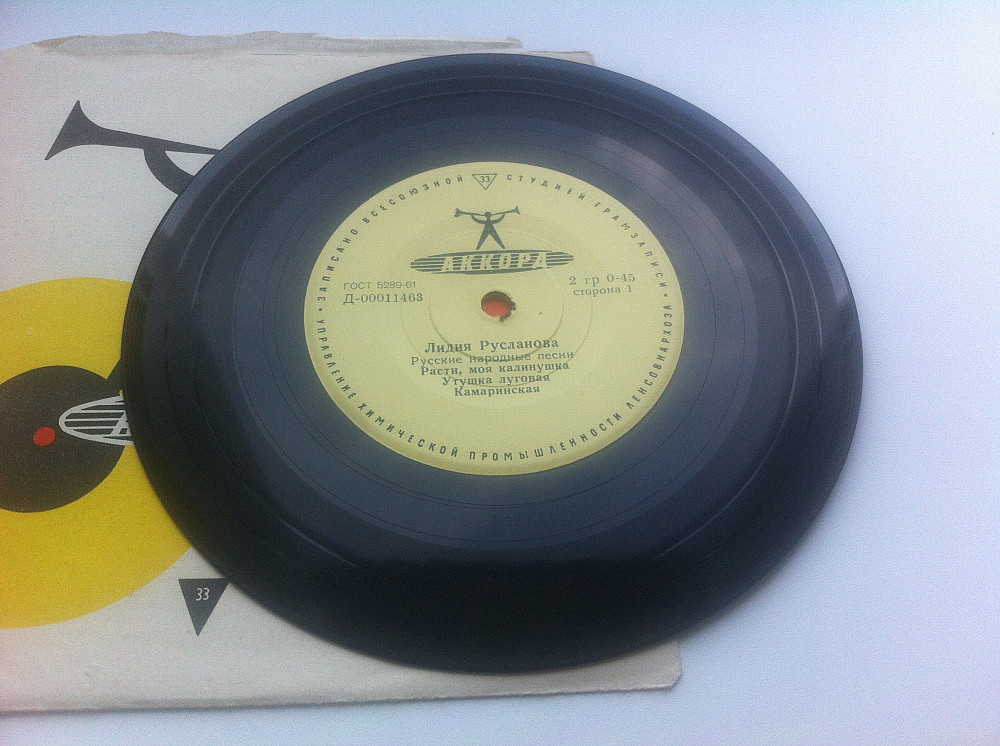 ЗАПИСАНО ВСЕСОЮЗНОЙ 33 СТУДИЕЙ ГРАМЗАПИСИ
• УПРАВЛЕНИЕ ХИМИЧЕСКОЙ ПРОМЫШЛЕННОСТИ ЛЕНСОВНАРХОЗА •
АККОРД
ГОСТ 5289-61
Д-00011463
2 гр 0-45
сторона 1
Лидия Русланова
Русские народные песни
Расти, моя калинушка
Утушка луговая
Камаринская
33